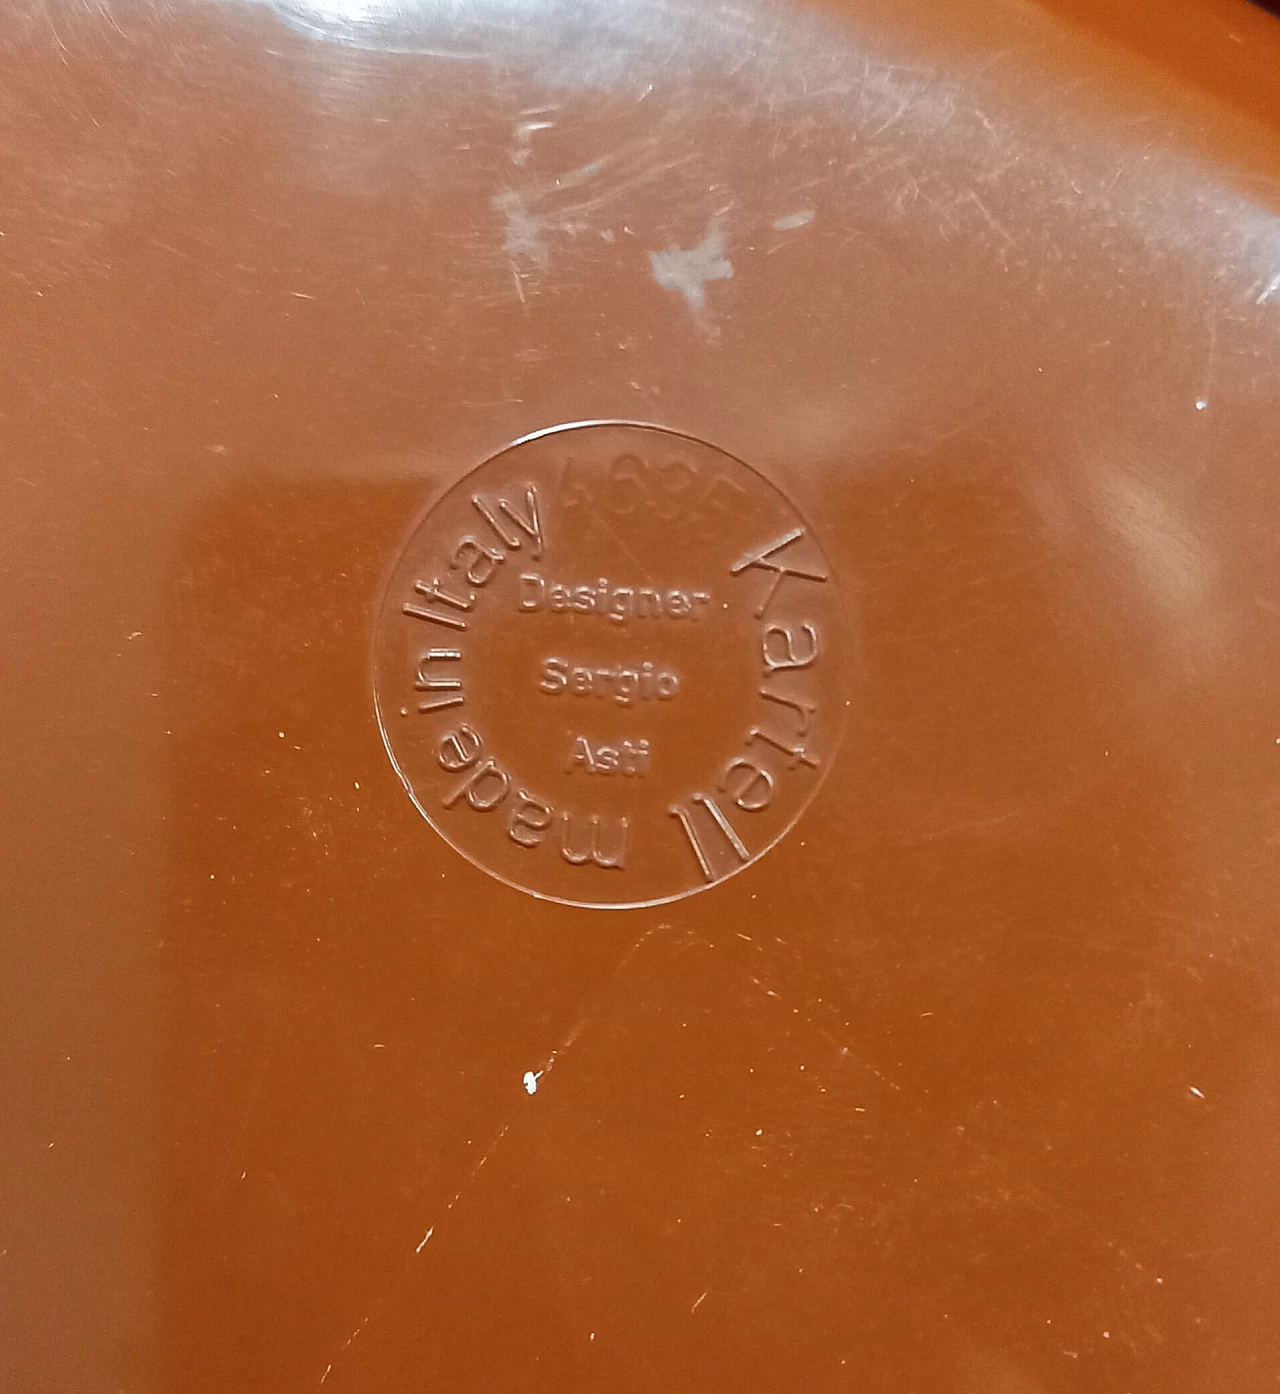 Kartell made in Italy
Designer
Sergio
Asti